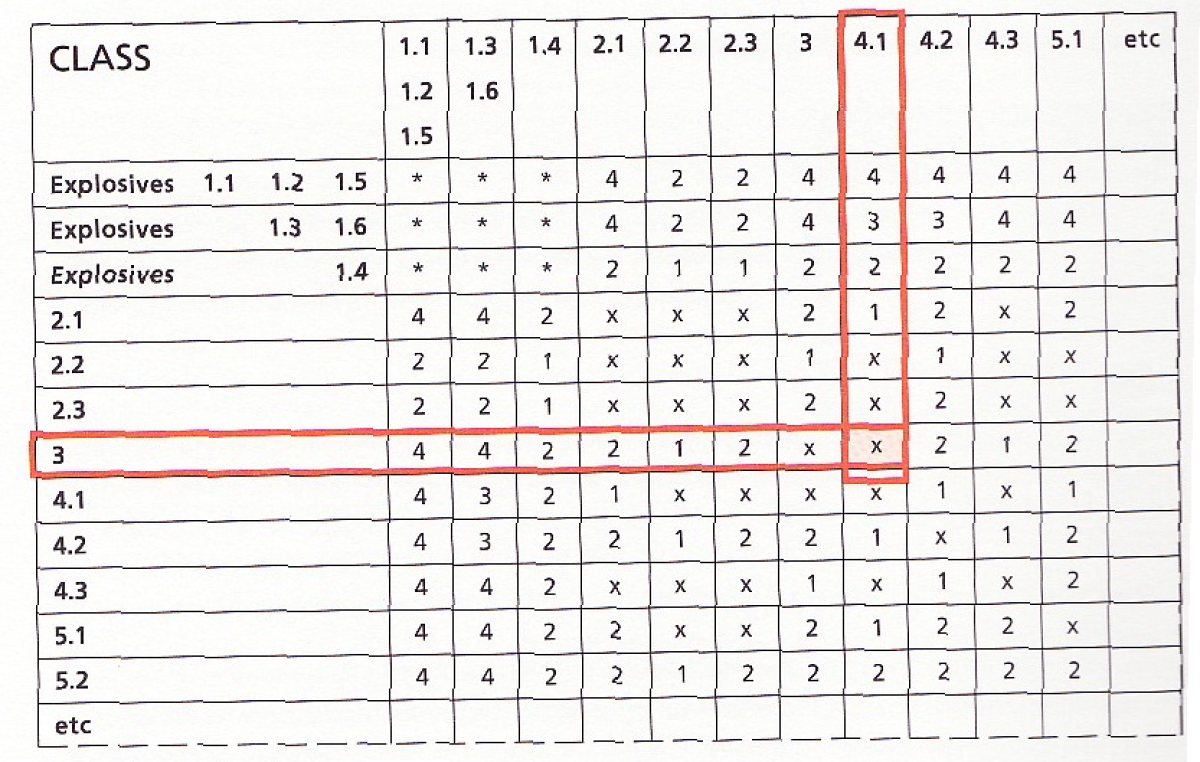 CLASS 1.1 1.3 1.4 2.1 2.2 2.3 3 4.1 4.2 4.3 5.1 etc
1.2 1.6
1.5
Explosives 1.1 1.2 1.5 * * * 4 2 2 4 4 4 4 4
Explosives 1.3 1.6 * * * 4 2 2 4 3 3 4 4
Explosives 1.4 * * * 2 1 1 2 2 2 2 2
2.1 4 4 2 x x x 2 1 2 x 2
2.2 2 2 1 x x x 1 x 1 x x
2.3 2 2 1 x x x 2 x 2 x x
3 4 4 2 2 1 2 x x 2 1 2
4.1 4 3 2 1 x x x x 1 x 1
4.2 4 3 2 2 1 2 2 1 x 1 2
4.3 4 4 2 x x x 1 x 1 x 2
5.1 4 4 2 2 x x 2 1 2 2 x
5.2 4 4 2 2 1 2 2 2 2 2 2
etc